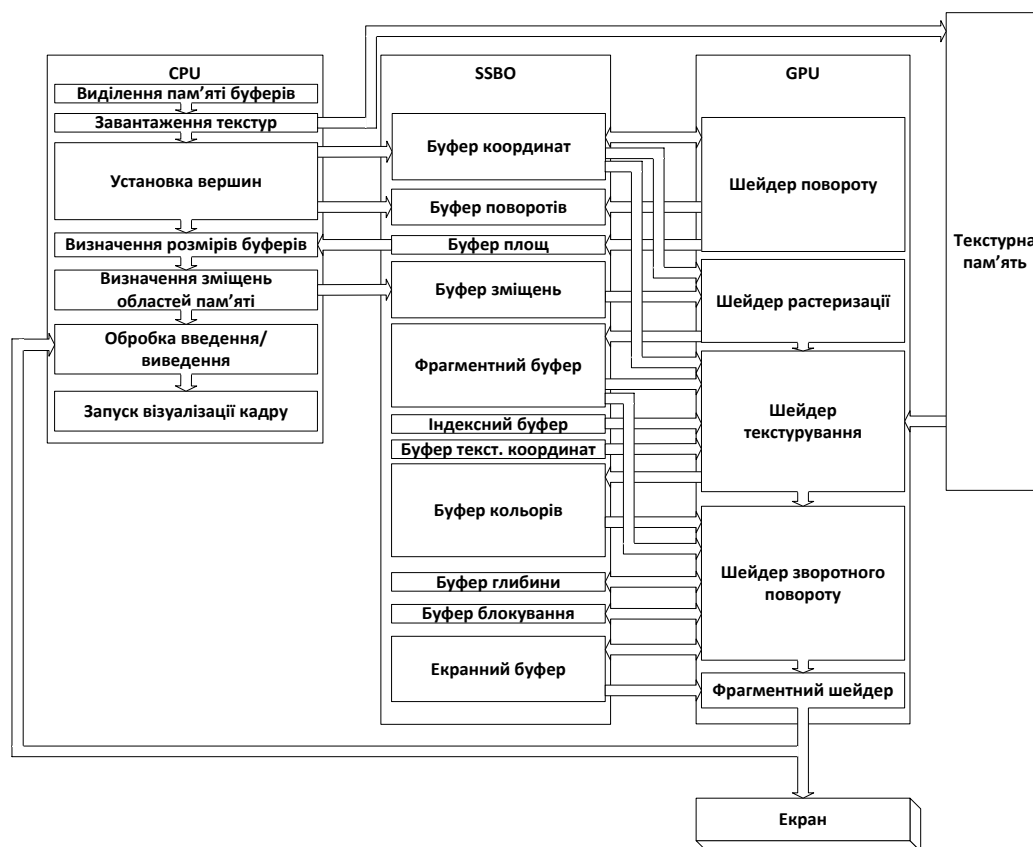 CPU
Виділення пам’яті буферів
Завантаження текстур
Установка вершин
Визначення розмірів буферів
Визначення зміщень
областей пам’яті
Обробка введення/
виведення
Запуск візуалізації кадру
SSBO
Буфер координат
Буфер поворотів
Буфер площ
Буфер зміщень
Фрагментний буфер
Індексний буфер
Буфер текст. координат
Буфер кольорів
Буфер глибини
Буфер блокування
Екранний буфер
GPU
Шейдер повороту
Шейдер растеризації
Шейдер
текстурування
Шейдер зворотного
повороту
Фрагментний шейдер
Текстурна
пам’ять
Екран